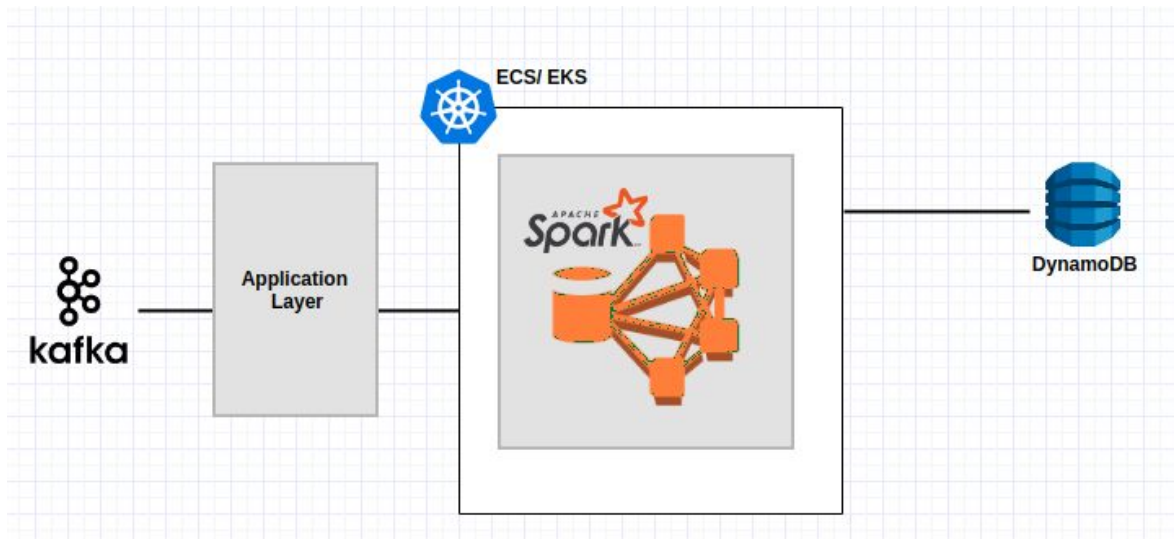 ECS/ EKS
APACHE
Spark
Application
Layer
kafka
DynamoDB